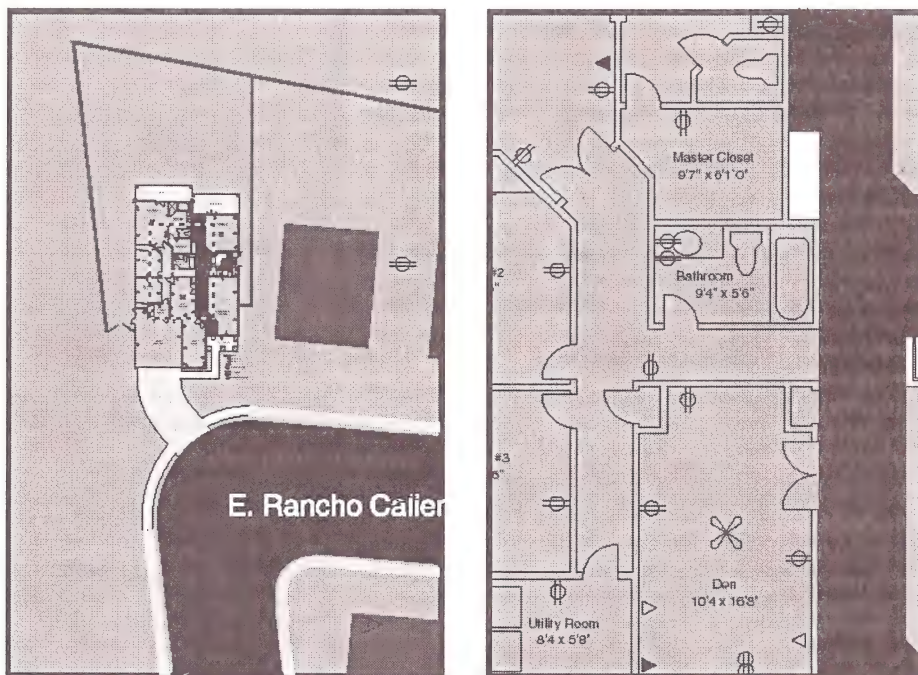 E. Rancho Calien
Master Closet
9'7" x 6'1'0"
#2
Bathroom
9'4" x 5'6"
#3
Den
10'4 x 16'8"
Utility Room
8'4 x 5'8"